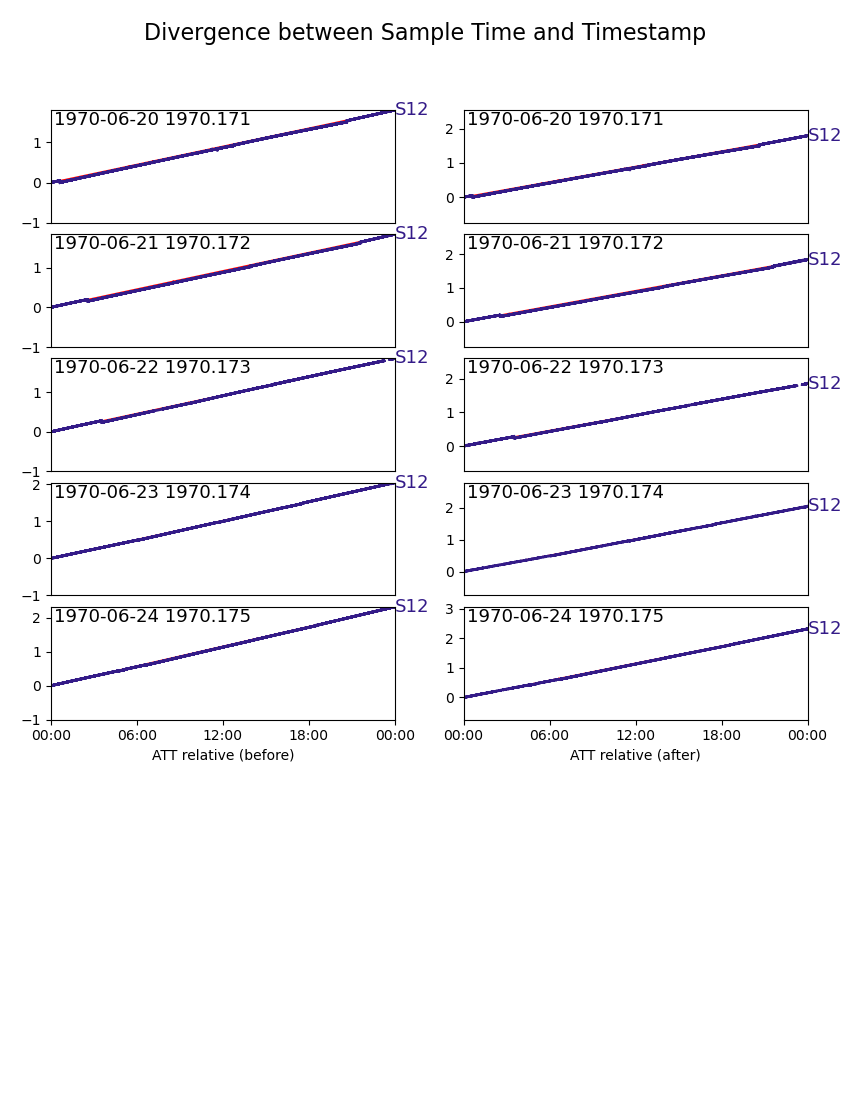 Divergence between Sample Time and Timestamp
1970-06-20 1970.171 S12
1
0
−1
1970-06-21 1970.172 S12
1
0
−1
1970-06-22 1970.173 S12
1
0
−1
1970-06-23 1970.174 S12
2
1
0
−1
1970-06-24 1970.175 S12
2
1
0
−1
00:00 06:00 12:00 18:00 00:00
ATT relative (before)
1970-06-20 1970.171 S12
2
1
0
1970-06-21 1970.172 S12
2
1
0
1970-06-22 1970.173 S12
2
1
0
1970-06-23 1970.174 S12
2
1
0
1970-06-24 1970.175 S12
3
2
1
0
00:00 06:00 12:00 18:00 00:00
ATT relative (after)